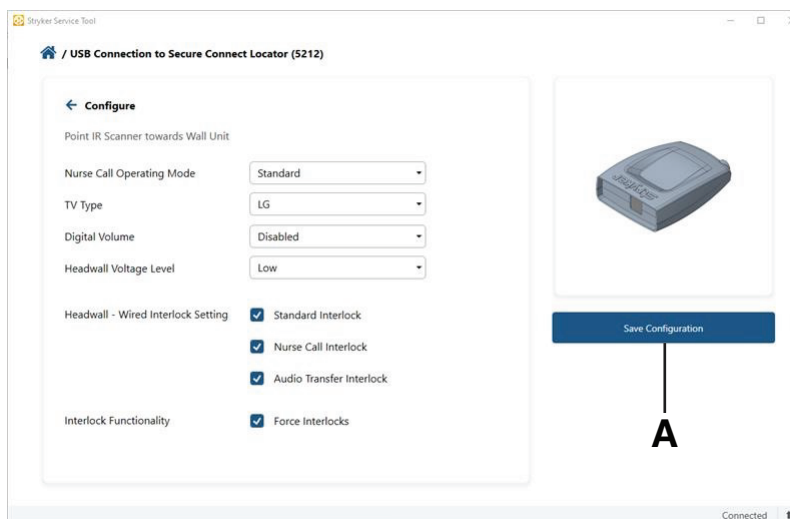 Stryker Service Tool
/ USB Connection to Secure Connect Locator (5212)
Configure
Point IR Scanner towards Wall Unit
Nurse Call Operating Mode Standard
TV Type LG
Digital Volume Disabled
Headwall Voltage Level Low
Headwall - Wired Interlock Setting Standard Interlock
Nurse Call Interlock
Audio Transfer Interlock
Interlock Functionality Force Interlocks
stryker
Save Configuration
A
Connected